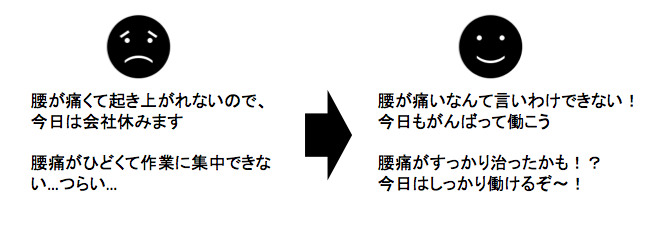 腰が痛くて起き上がれないので、
今日は会社休みます
腰痛がひどくて作業に集中できな
い...つらい...
腰が痛いなんて言いわけできない！
今日もがんばって働こう
腰痛がすっかり治ったかも！？
今日はしっかり働けるぞ〜！